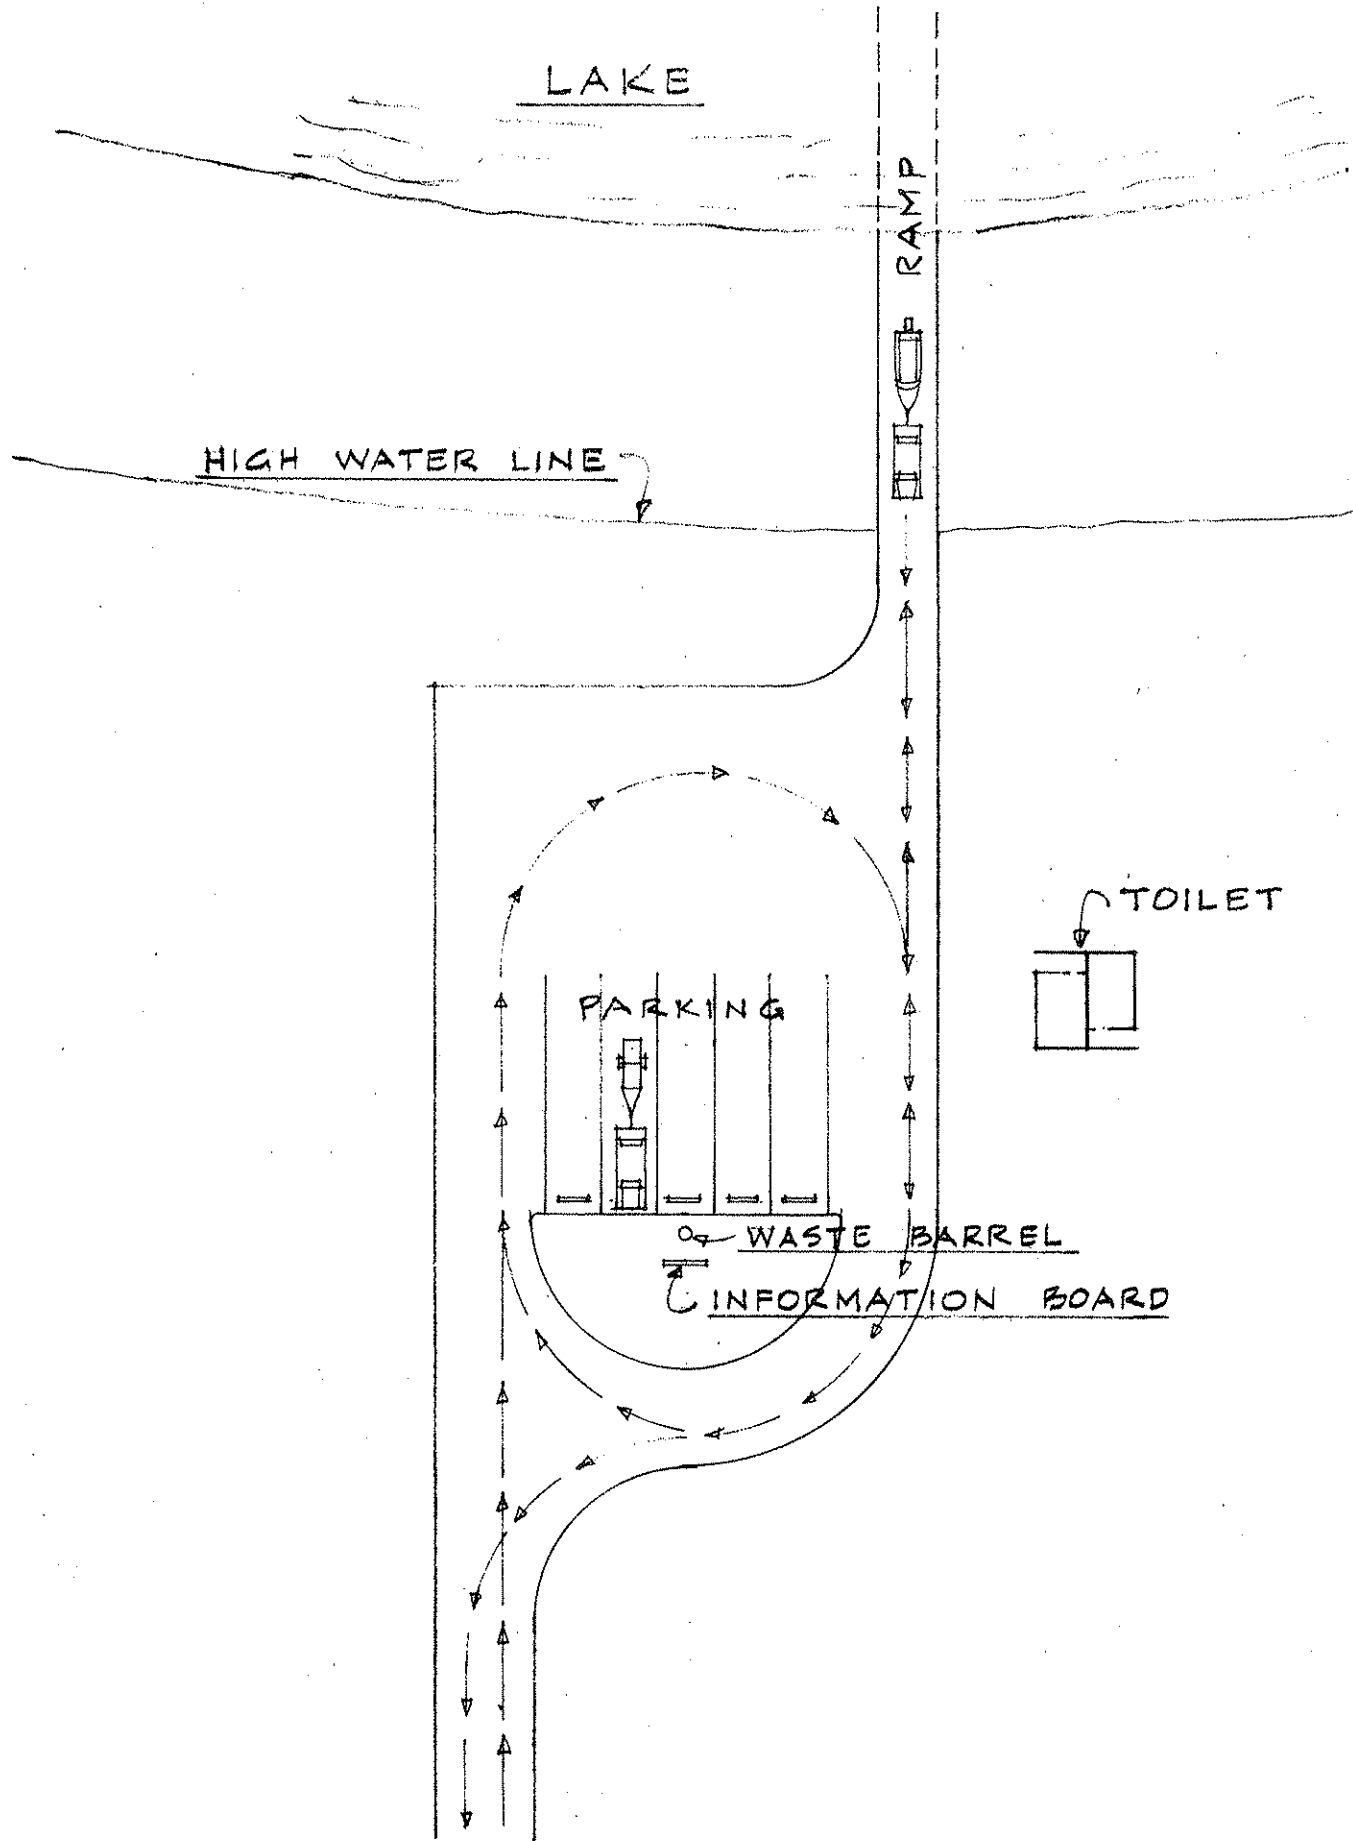 LAKE
RAMP
HIGH WATER LINE
TOILET
PARKING
WASTE BARREL
INFORMATION BOARD